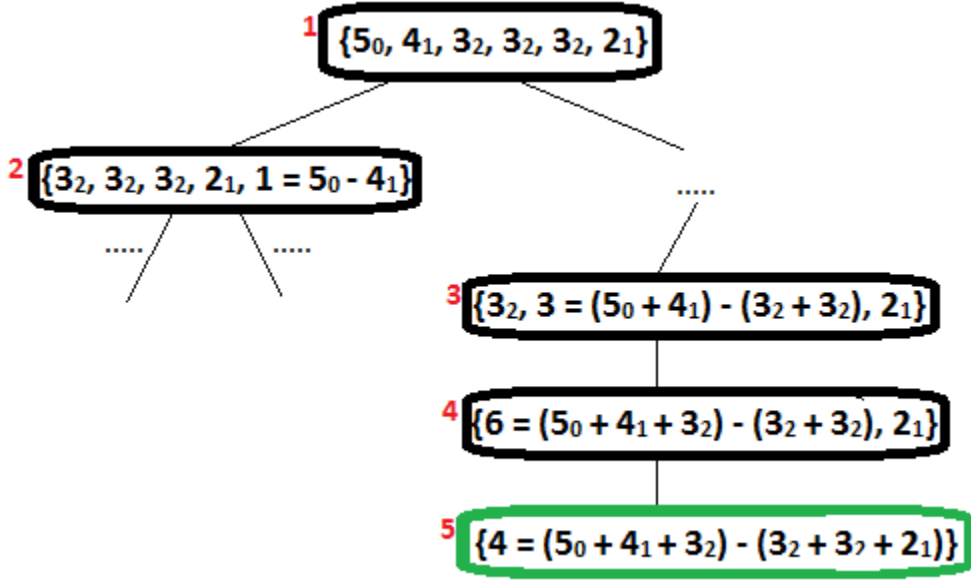 1 {5₀, 4₁, 3₂, 3₂, 3₂, 2₁}
2 {3₂, 3₂, 3₂, 2₁, 1 = 5₀ - 4₁}
.....
..... .....
3 {3₂, 3 = (5₀ + 4₁) - (3₂ + 3₂), 2₁}
4 {6 = (5₀ + 4₁ + 3₂) - (3₂ + 3₂), 2₁}
5 {4 = (5₀ + 4₁ + 3₂) - (3₂ + 3₂ + 2₁)}